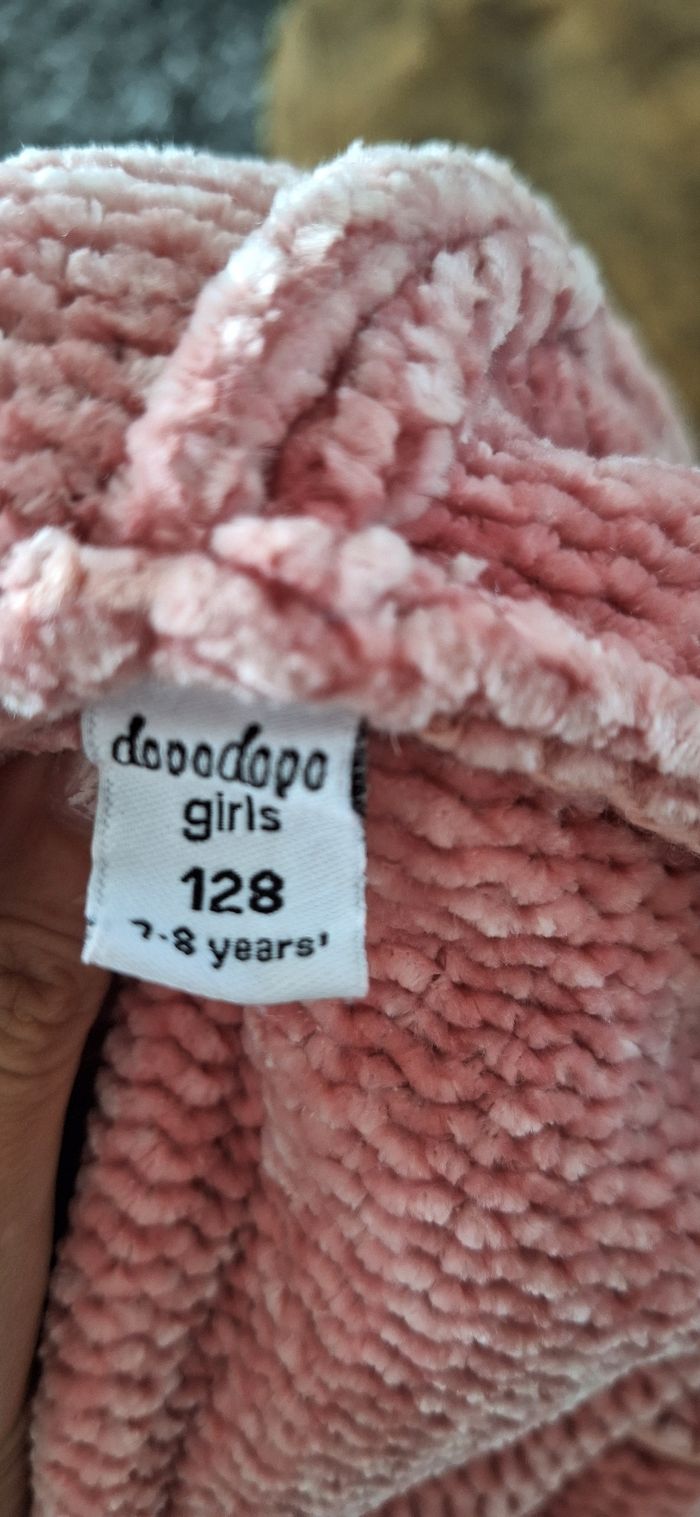 dopodopo
girls
128
7-8 years'